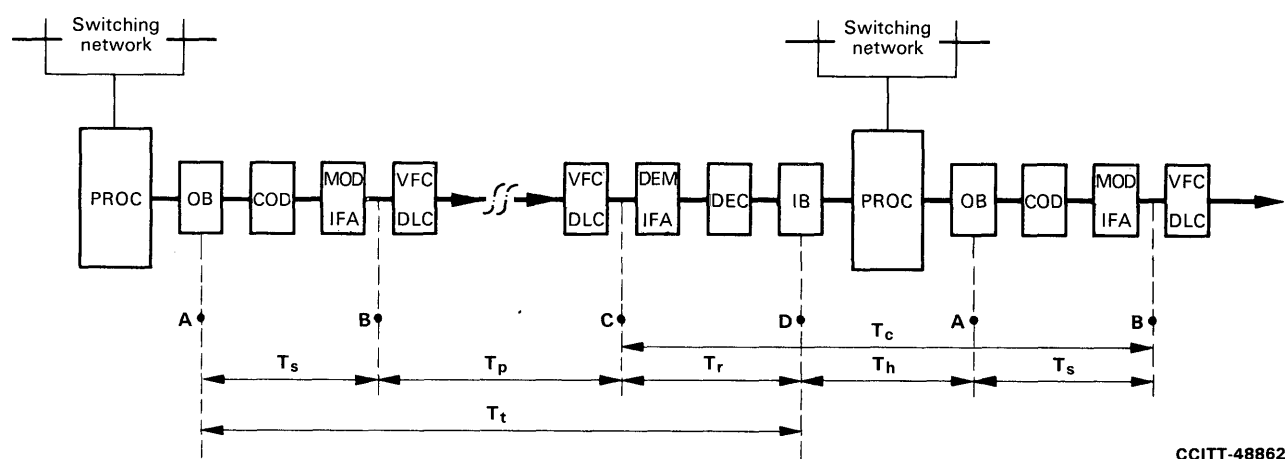 Switching
network
Switching
network
PROC
OB
COD
MOD
IFA
VFC
DLC
VFC
DLC
DEM
IFA
DEC
IB
PROC
OB
COD
MOD
IFA
VFC
DLC
A
B
C
D
A
B
Tc
Ts
Tp
Tr
Th
Ts
Tt
CCITT-48862